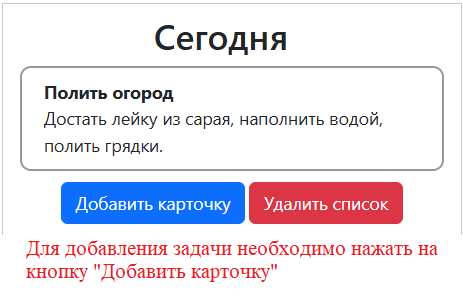 Сегодня
Полить огород
Достать лейку из сарая, наполнить водой,
полить грядки.
Добавить карточку Удалить список
Для добавления задачи необходимо нажать на
кнопку "Добавить карточку"